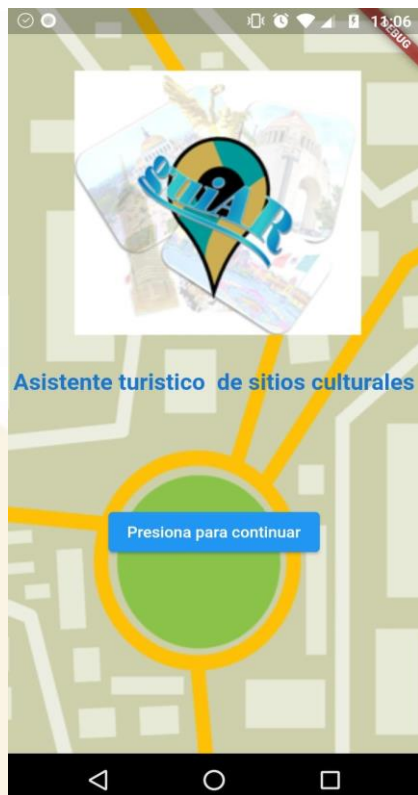 11:06
DEBUG
guiAR
Asistente turistico  de sitios culturales
Presiona para continuar